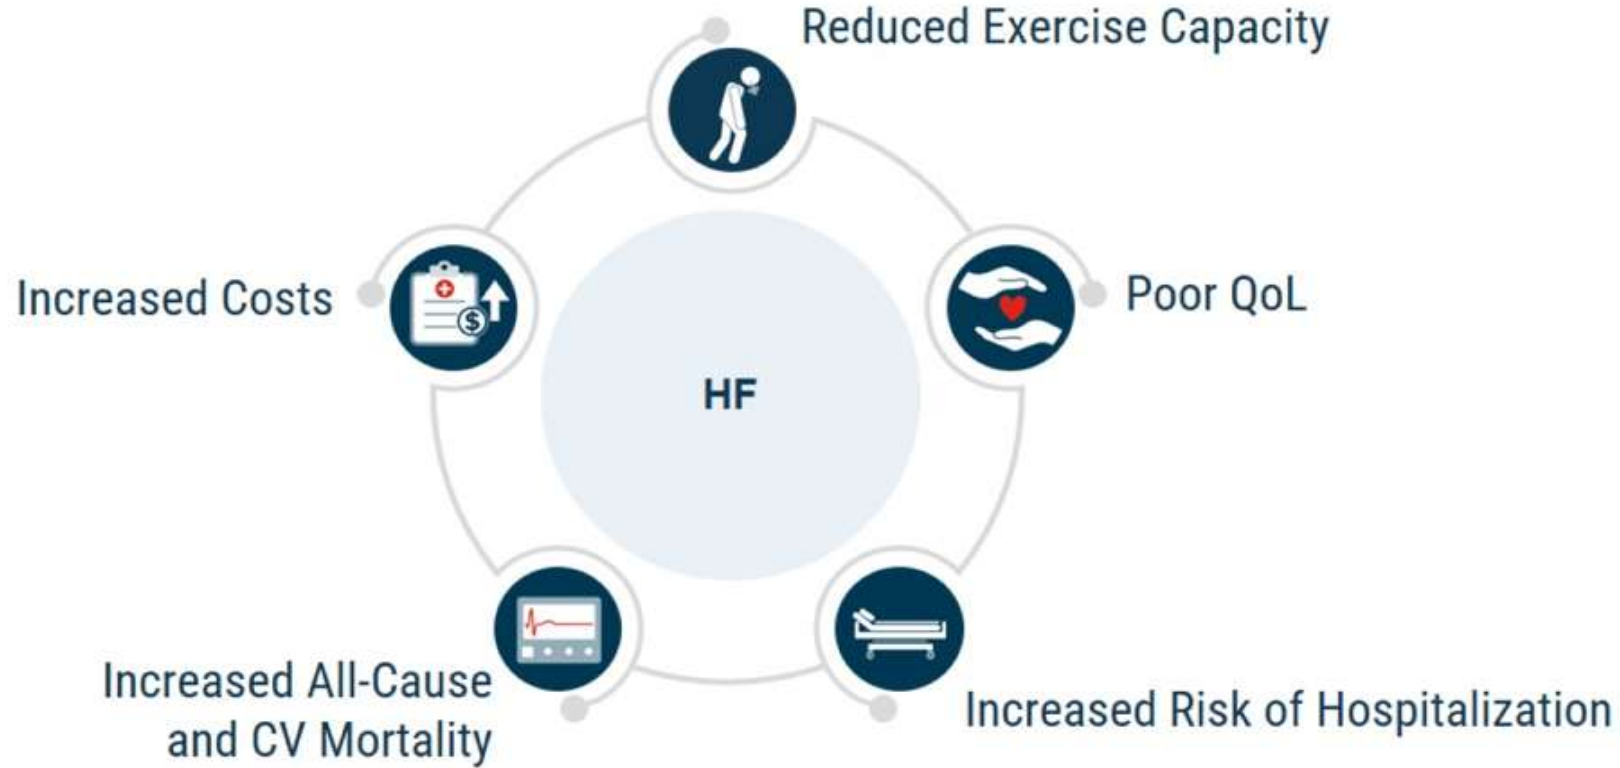 Reduced Exercise Capacity
Poor QoL
Increased Risk of Hospitalization
Increased All-Cause
and CV Mortality
Increased Costs
$
HF